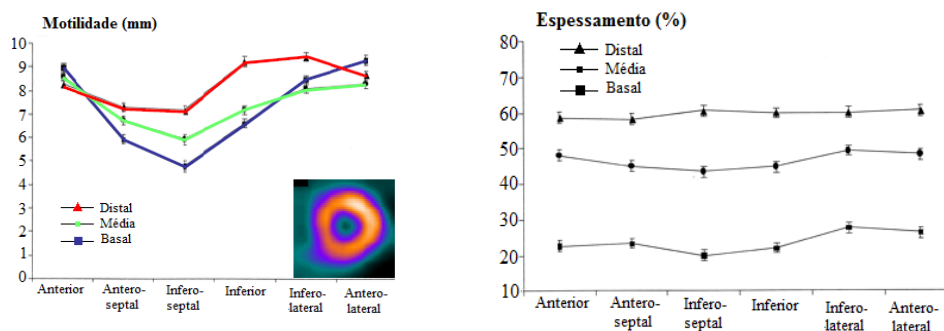 Motilidade (mm)
10
9
8
7
6
5
4
3
2
1
0
Distal
Média
Basal
Anterior
Antero-
septal
Infero-
septal
Inferior
Infero-
lateral
Antero-
lateral
Espessamento (%)
80
70
60
50
40
30
20
10
Distal
Média
Basal
Anterior
Antero-
septal
Infero-
septal
Inferior
Infero-
lateral
Antero-
lateral